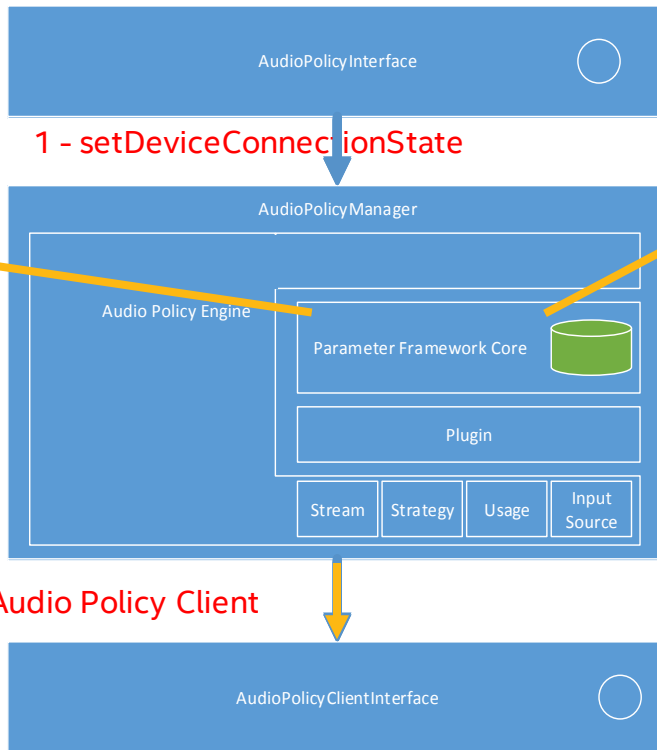 AudioPolicyInterface
1 - setDeviceConnectionState
AudioPolicyManager
Audio Policy Engine
Parameter Framework Core
Plugin
Stream
Strategy
Usage
Input
Source
Audio Policy Client
AudioPolicyClientInterface